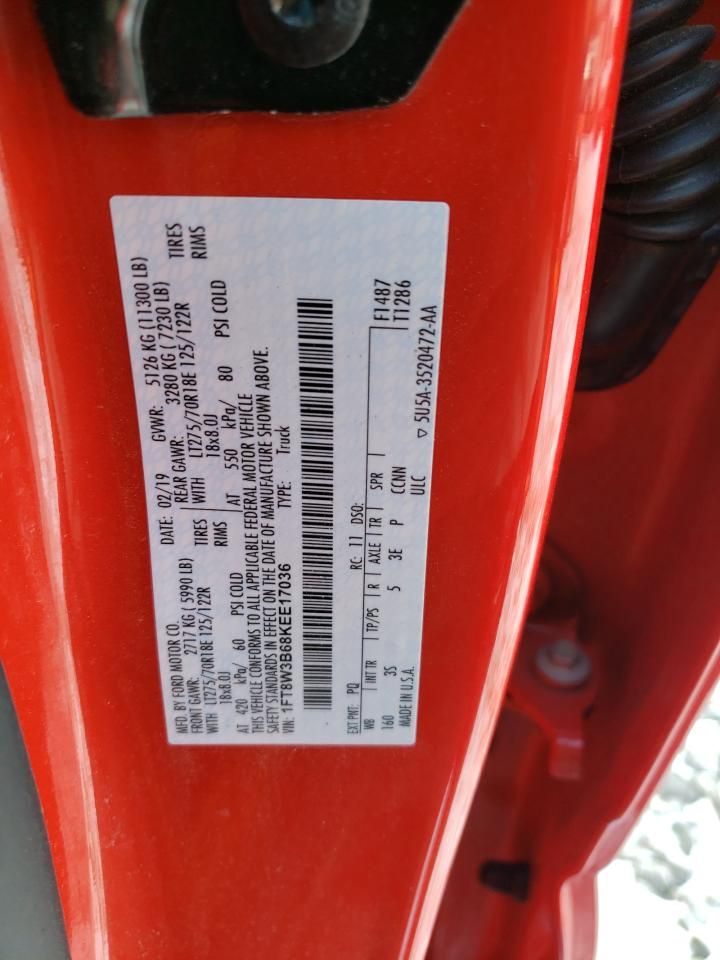 MFD. BY FORD MOTOR CO.
DATE: 02/19 GVWR: 5126 KG (11300 LB)
FRONT GAWR: 2717 KG ( 5990 LB) REAR GAWR: 3280 KG ( 7230 LB)
WITH LT275/70R18E 125/122R TIRES WITH LT275/70R18E 125/122R TIRES
18x8.0J RIMS 18x8.0J RIMS
AT 420 kPa/ 60 PSI COLD AT 550 kPa/ 80 PSI COLD
THIS VEHICLE CONFORMS TO ALL APPLICABLE FEDERAL MOTOR VEHICLE
SAFETY STANDARDS IN EFFECT ON THE DATE OF MANUFACTURE SHOWN ABOVE.
VIN: 1FT8W3B68KEE17036 TYPE: Truck
F1487
T1286
EXT PNT: PQ RC: 11 DSO:
WB INT TR TP/PS R AXLE TR SPR
160 3S 5 3E P CCNN
MADE IN U.S.A. ULC
▽ 5U5A-3520472-AA